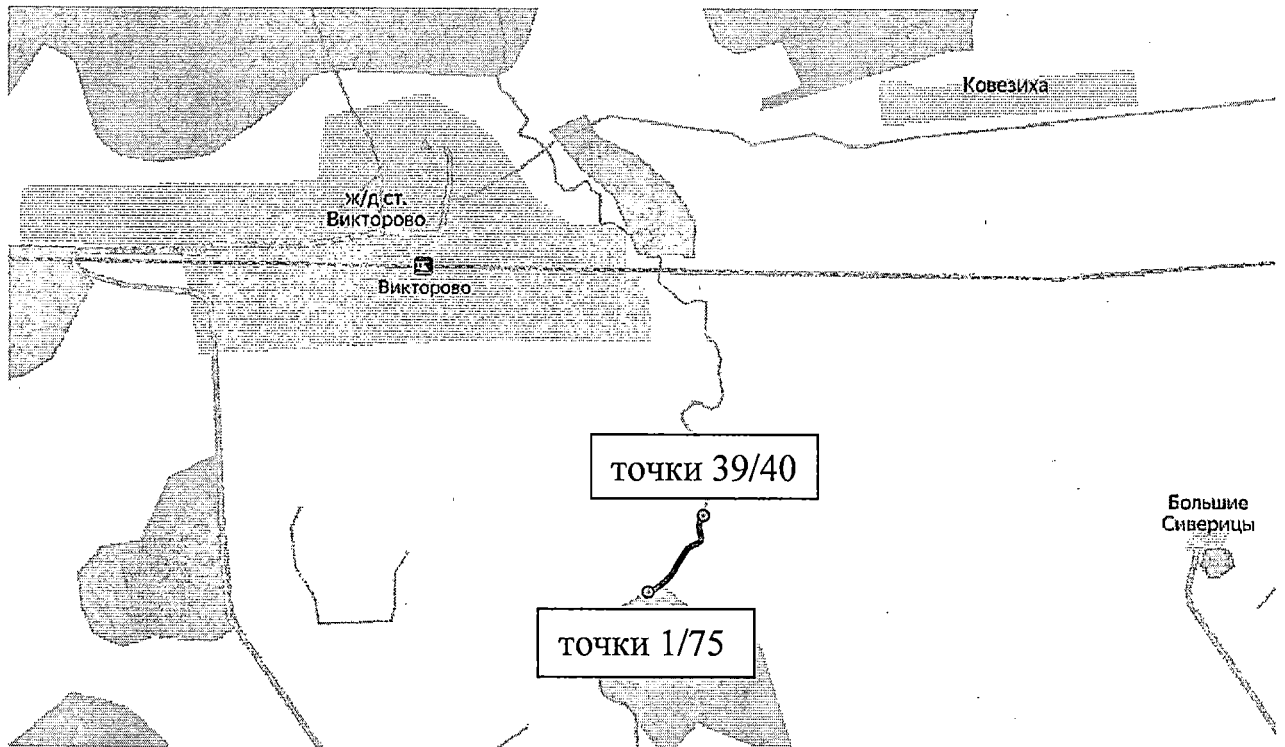 Ковезиха
ж/д ст.
Викторово
Викторово
точки 39/40
Большие
Сиверицы
точки 1/75